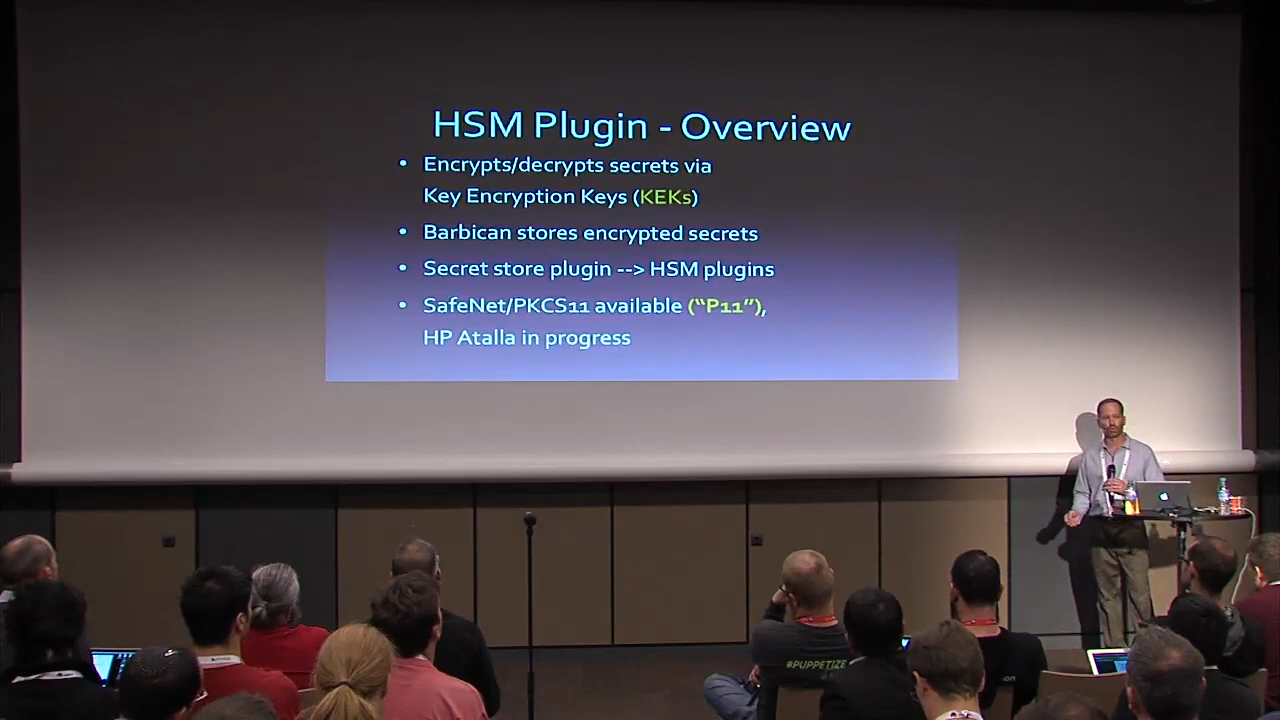 HSM Plugin - Overview
• Encrypts/decrypts secrets via
Key Encryption Keys (KEKs)
• Barbican stores encrypted secrets
• Secret store plugin --> HSM plugins
• SafeNet/PKCS11 available (“P11”),
HP Atalla in progress
#PUPPETIZE